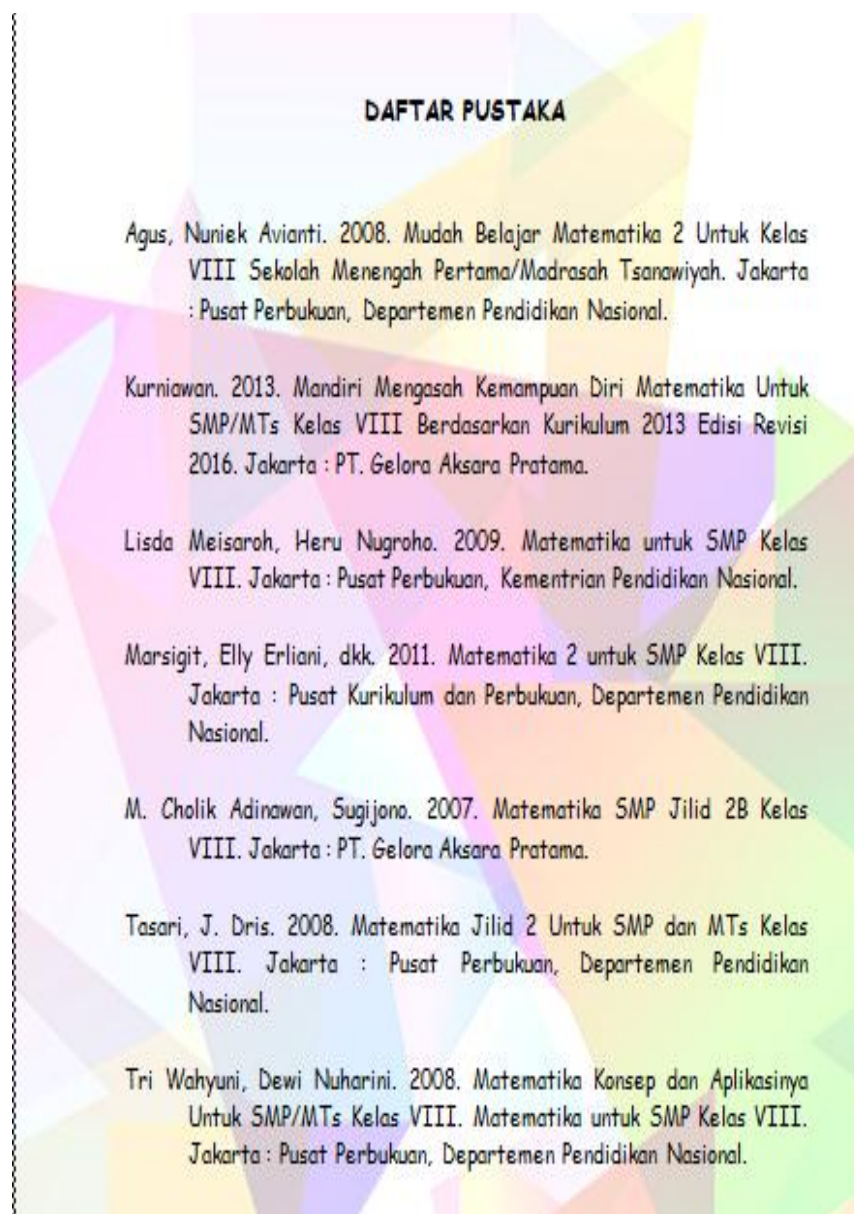 DAFTAR PUSTAKA
Agus, Nuniek Avianti. 2008. Mudah Belajar Matematika 2 Untuk Kelas
VIII Sekolah Menengah Pertama/Madrasah Tsanawiyah. Jakarta
: Pusat Perbukuan, Departemen Pendidikan Nasional.
Kurniawan. 2013. Mandiri Mengasah Kemampuan Diri Matematika Untuk
SMP/MTs Kelas VIII Berdasarkan Kurikulum 2013 Edisi Revisi
2016. Jakarta : PT. Gelora Aksara Pratama.
Lisda Meisaroh, Heru Nugroho. 2009. Matematika untuk SMP Kelas
VIII. Jakarta : Pusat Perbukuan, Kementrian Pendidikan Nasional.
Marsigit, Elly Erliani, dkk. 2011. Matematika 2 untuk SMP Kelas VIII.
Jakarta : Pusat Kurikulum dan Perbukuan, Departemen Pendidikan
Nasional.
M. Cholik Adinawan, Sugijono. 2007. Matematika SMP Jilid 2B Kelas
VIII. Jakarta : PT. Gelora Aksara Pratama.
Tasari, J. Dris. 2008. Matematika Jilid 2 Untuk SMP dan MTs Kelas
VIII. Jakarta : Pusat Perbukuan, Departemen Pendidikan
Nasional.
Tri Wahyuni, Dewi Nuharini. 2008. Matematika Konsep dan Aplikasinya
Untuk SMP/MTs Kelas VIII. Matematika untuk SMP Kelas VIII.
Jakarta : Pusat Perbukuan, Departemen Pendidikan Nasional.